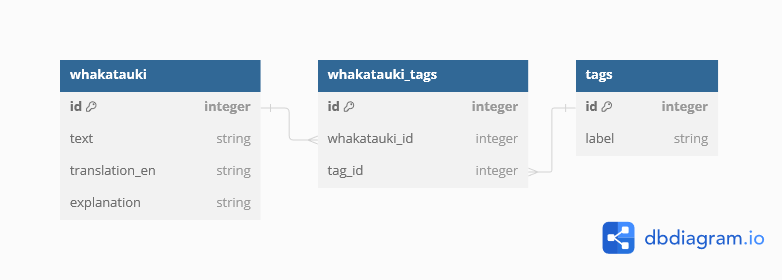 whakatauki
id integer
text string
translation_en string
explanation string
whakatauki_tags
id integer
whakatauki_id integer
tag_id integer
tags
id integer
label string
dbdiagram.io